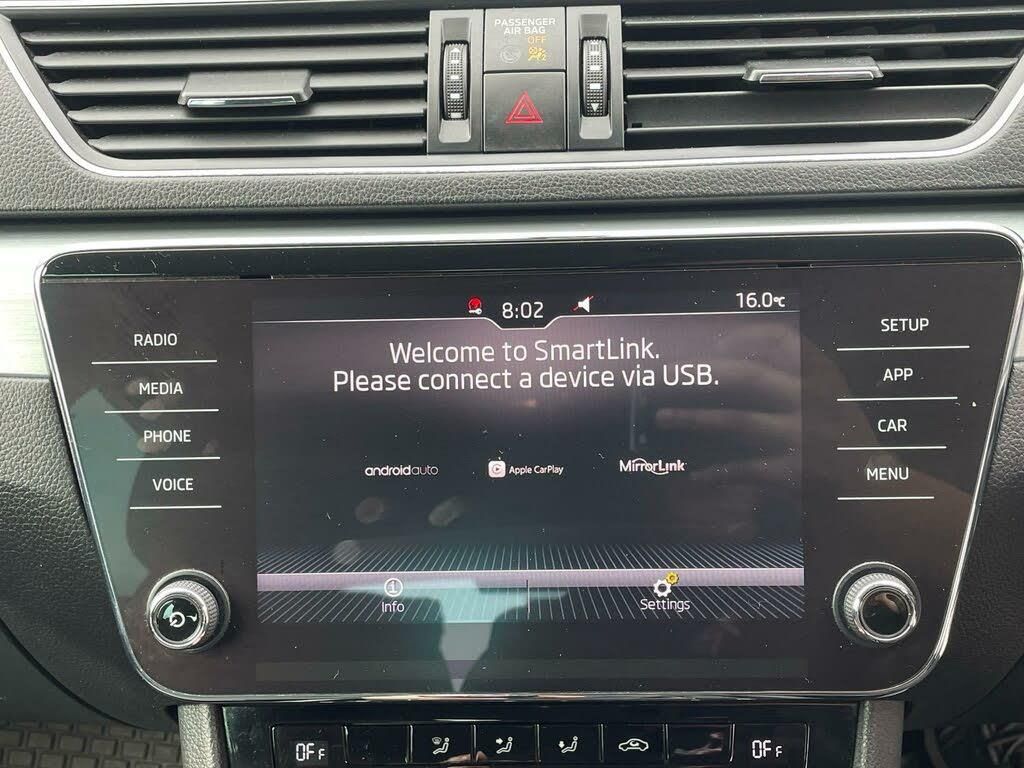 PASSENGER
AIR BAG
OFF
8:02
16.0°C
Welcome to SmartLink.
Please connect a device via USB.
androidauto
Apple CarPlay
MirrorLink
Info
Settings
RADIO
MEDIA
PHONE
VOICE
SETUP
APP
CAR
MENU
OFF
OFF